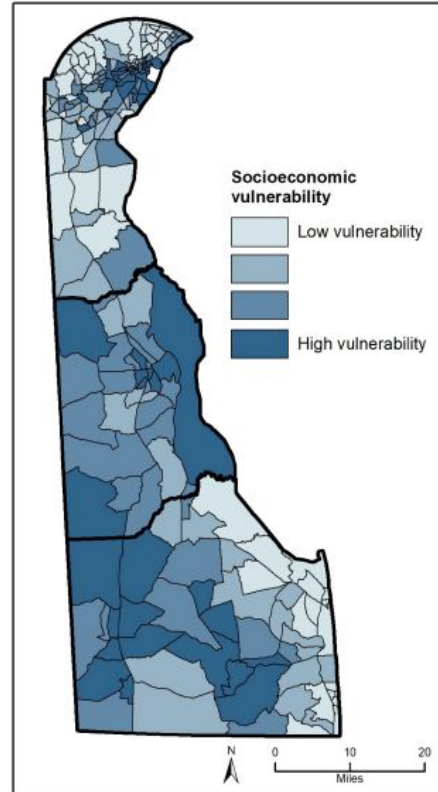 Socioeconomic
vulnerability
Low vulnerability
High vulnerability
N
0 10 20
Miles